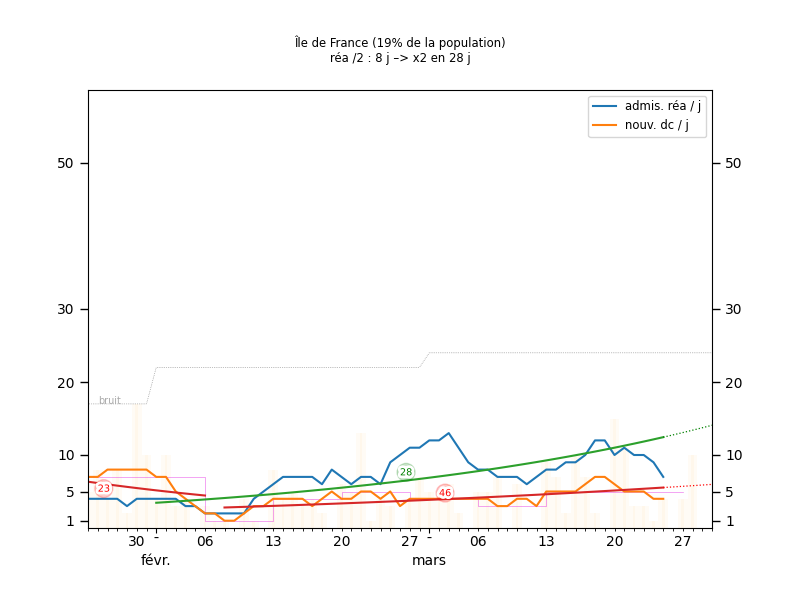 Île de France (19% de la population)
réa /2 : 8 j –> x2 en 28 j
admis. réa / j
nouv. dc / j
50 50
30 30
20 20
bruit
10 10
28
23
46
5 5
1 1
30 - 06 13 20 27 - 06 13 20 27
févr. mars